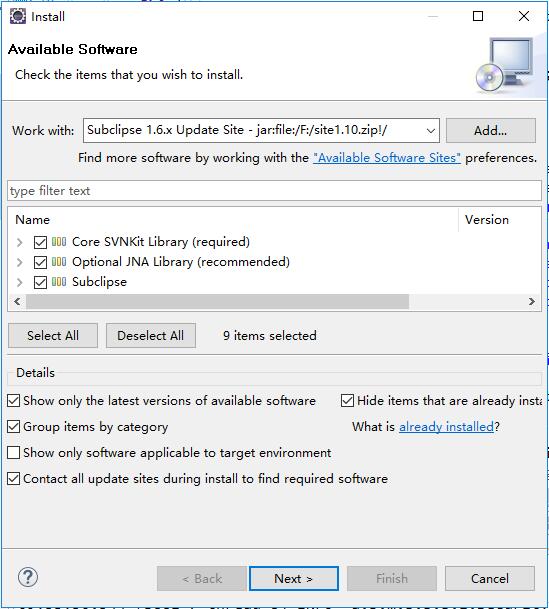 Install
Available Software
Check the items that you wish to install.
Work with: Subclipse 1.6.x Update Site - jar:file:/F:/site1.10.zip!/ Add...
Find more software by working with the "Available Software Sites" preferences.
type filter text
Name Version
Core SVNKit Library (required)
Optional JNA Library (recommended)
Subclipse
Select All Deselect All 9 items selected
Details
Show only the latest versions of available software Hide items that are already insta
Group items by category What is already installed?
Show only software applicable to target environment
Contact all update sites during install to find required software
? < Back Next > Finish Cancel